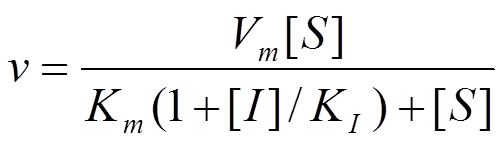 v = V_m[S] / K_m(1+[I]/K_I)+[S]